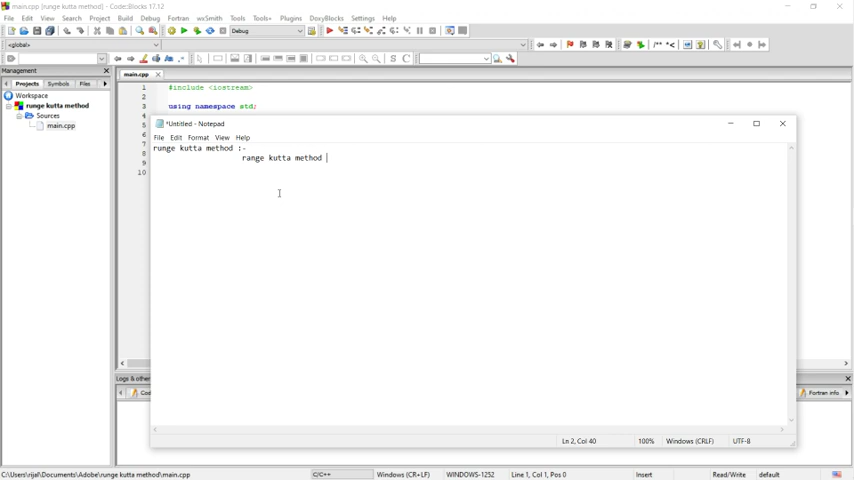 main.cpp [runge kutta method] - Code::Blocks 17.12
File Edit View Search Project Build Debug Fortran wxSmith Tools Tools+ Plugins DoxyBlocks Settings Help
Debug
<global>
Management
Projects Symbols Files
Workspace
runge kutta method
Sources
main.cpp
main.cpp
1 #include <iostream>
2
3 using namespace std;
4
5
6
7
8
9
10
*Untitled - Notepad
File Edit Format View Help
runge kutta method :-
range kutta method
Ln 2, Col 40 100% Windows (CRLF) UTF-8
Logs & other
Cod
Fortran info
C:\Users\rijal\Documents\Adobe\runge kutta method\main.cpp C/C++ Windows (CR+LF) WINDOWS-1252 Line 1, Col 1, Pos 0 Insert Read/Write default